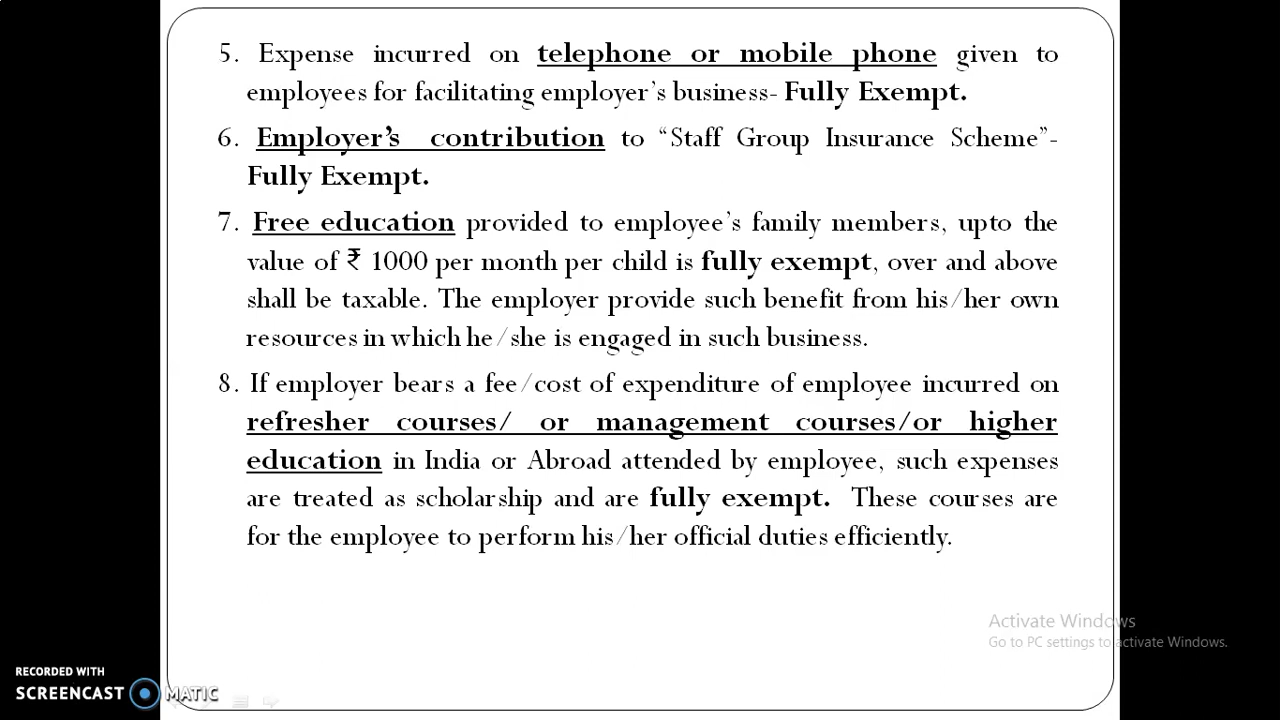 5. Expense incurred on telephone or mobile phone given to
employees for facilitating employer's business- Fully Exempt.
6. Employer's contribution to “Staff Group Insurance Scheme”-
Fully Exempt.
7. Free education provided to employee's family members, upto the
value of ₹ 1000 per month per child is fully exempt, over and above
shall be taxable. The employer provide such benefit from his/her own
resources in which he/she is engaged in such business.
8. If employer bears a fee/cost of expenditure of employee incurred on
refresher courses/ or management courses/or higher
education in India or Abroad attended by employee, such expenses
are treated as scholarship and are fully exempt. These courses are
for the employee to perform his/her official duties efficiently.
Activate Windows
Go to PC settings to activate Windows.
RECORDED WITH
SCREENCAST MATIC